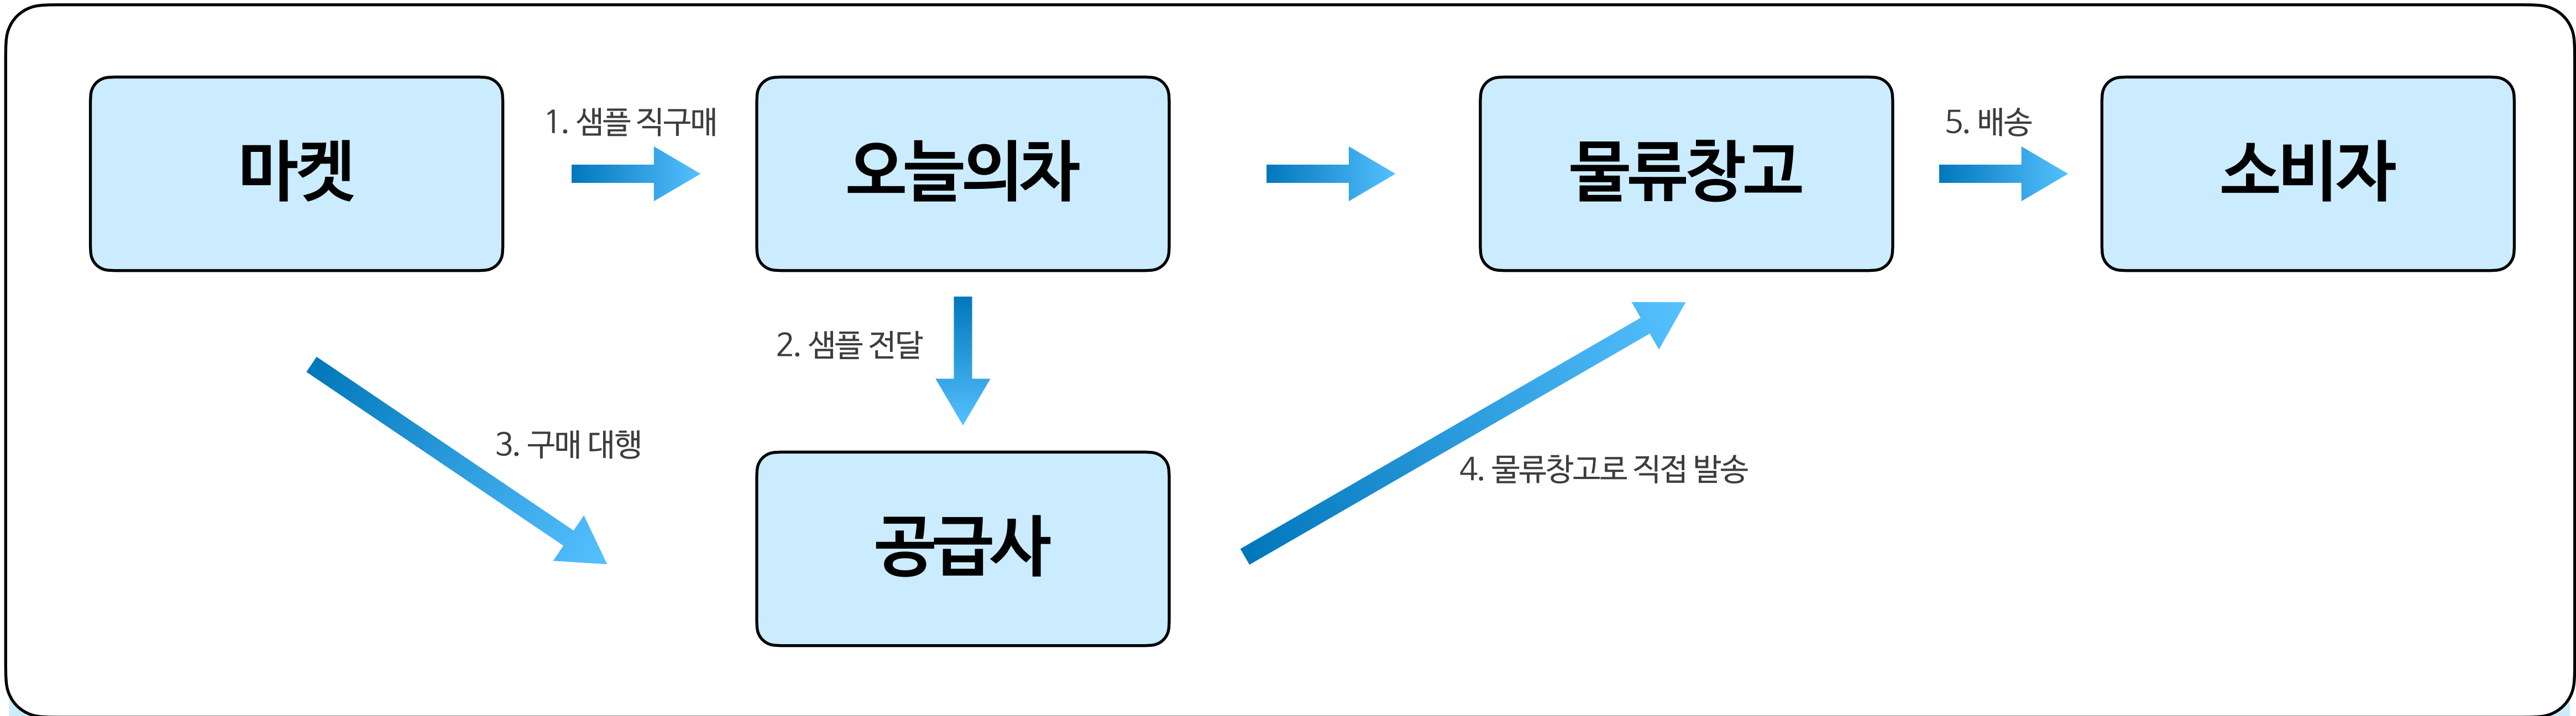 마켓
1. 샘플 직구매
오늘의차
물류창고
5. 배송
소비자
2. 샘플 전달
3. 구매 대행
4. 물류창고로 직접 발송
공급사